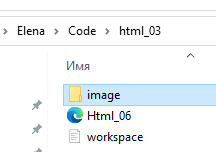 Elena > Code > html_03
Имя
image
Html_06
workspace